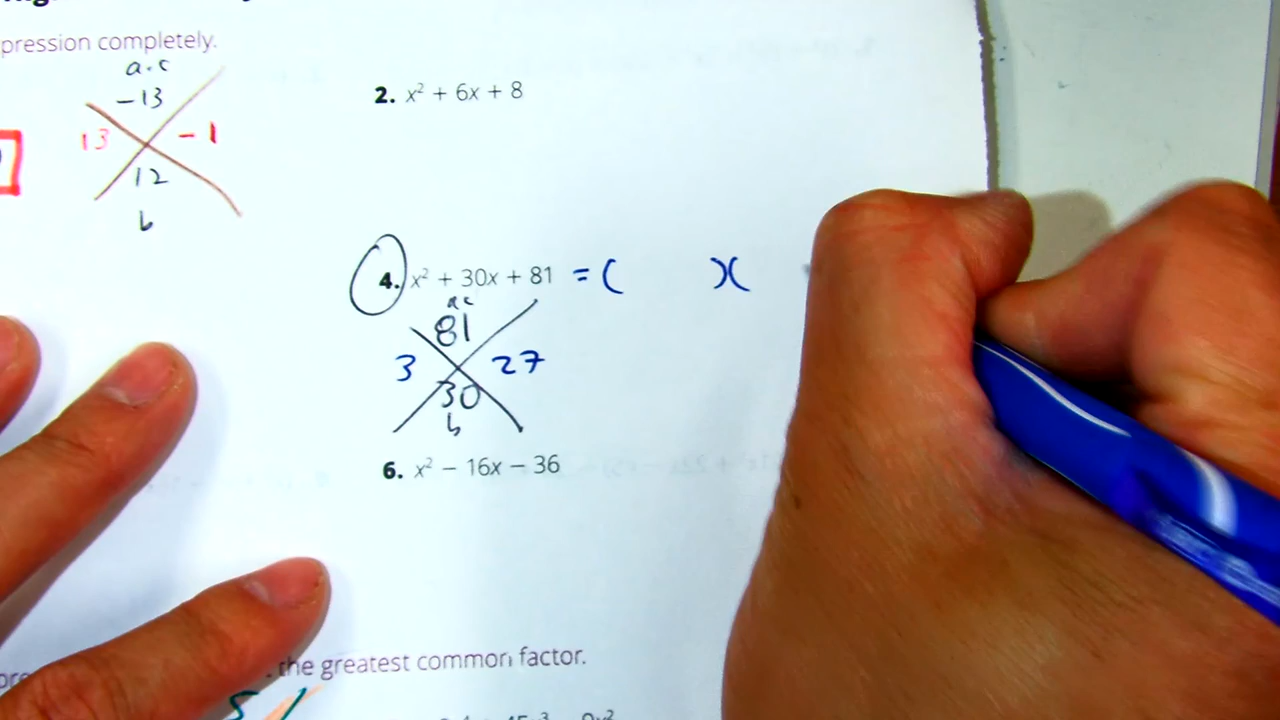 pression completely.
a.c
-13
13 -1
12
b
2. x² + 6x + 8
4. x² + 30x + 81 = ( )(
ac
81
3 27
30
b
6. x² − 16x − 36
the greatest common factor.